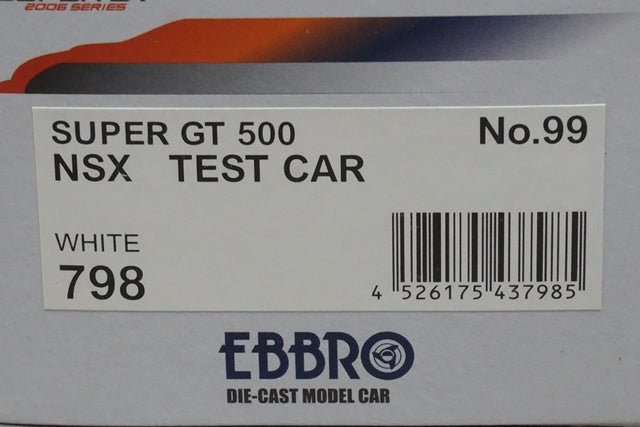 2006 SERIES
SUPER GT 500 No.99
NSX TEST CAR
WHITE
798
4 526175 437985
EBBRO
DIE-CAST MODEL CAR